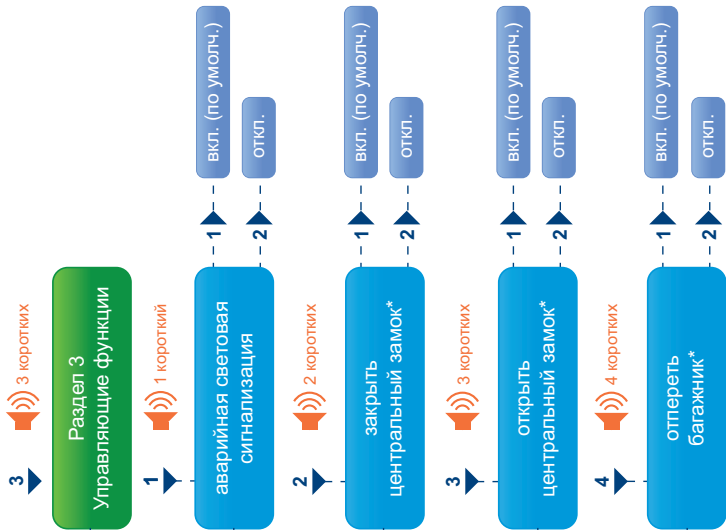 3
3 коротких
Раздел 3
Управляющие функции
1
1 короткий
аварийная световая
сигнализация
1
вкл. (по умолч.)
2
откл.
2
2 коротких
закрыть
центральный замок*
1
вкл. (по умолч.)
2
откл.
3
3 коротких
открыть
центральный замок*
1
вкл. (по умолч.)
2
откл.
4
4 коротких
отпереть
багажник*
1
вкл. (по умолч.)
2
откл.